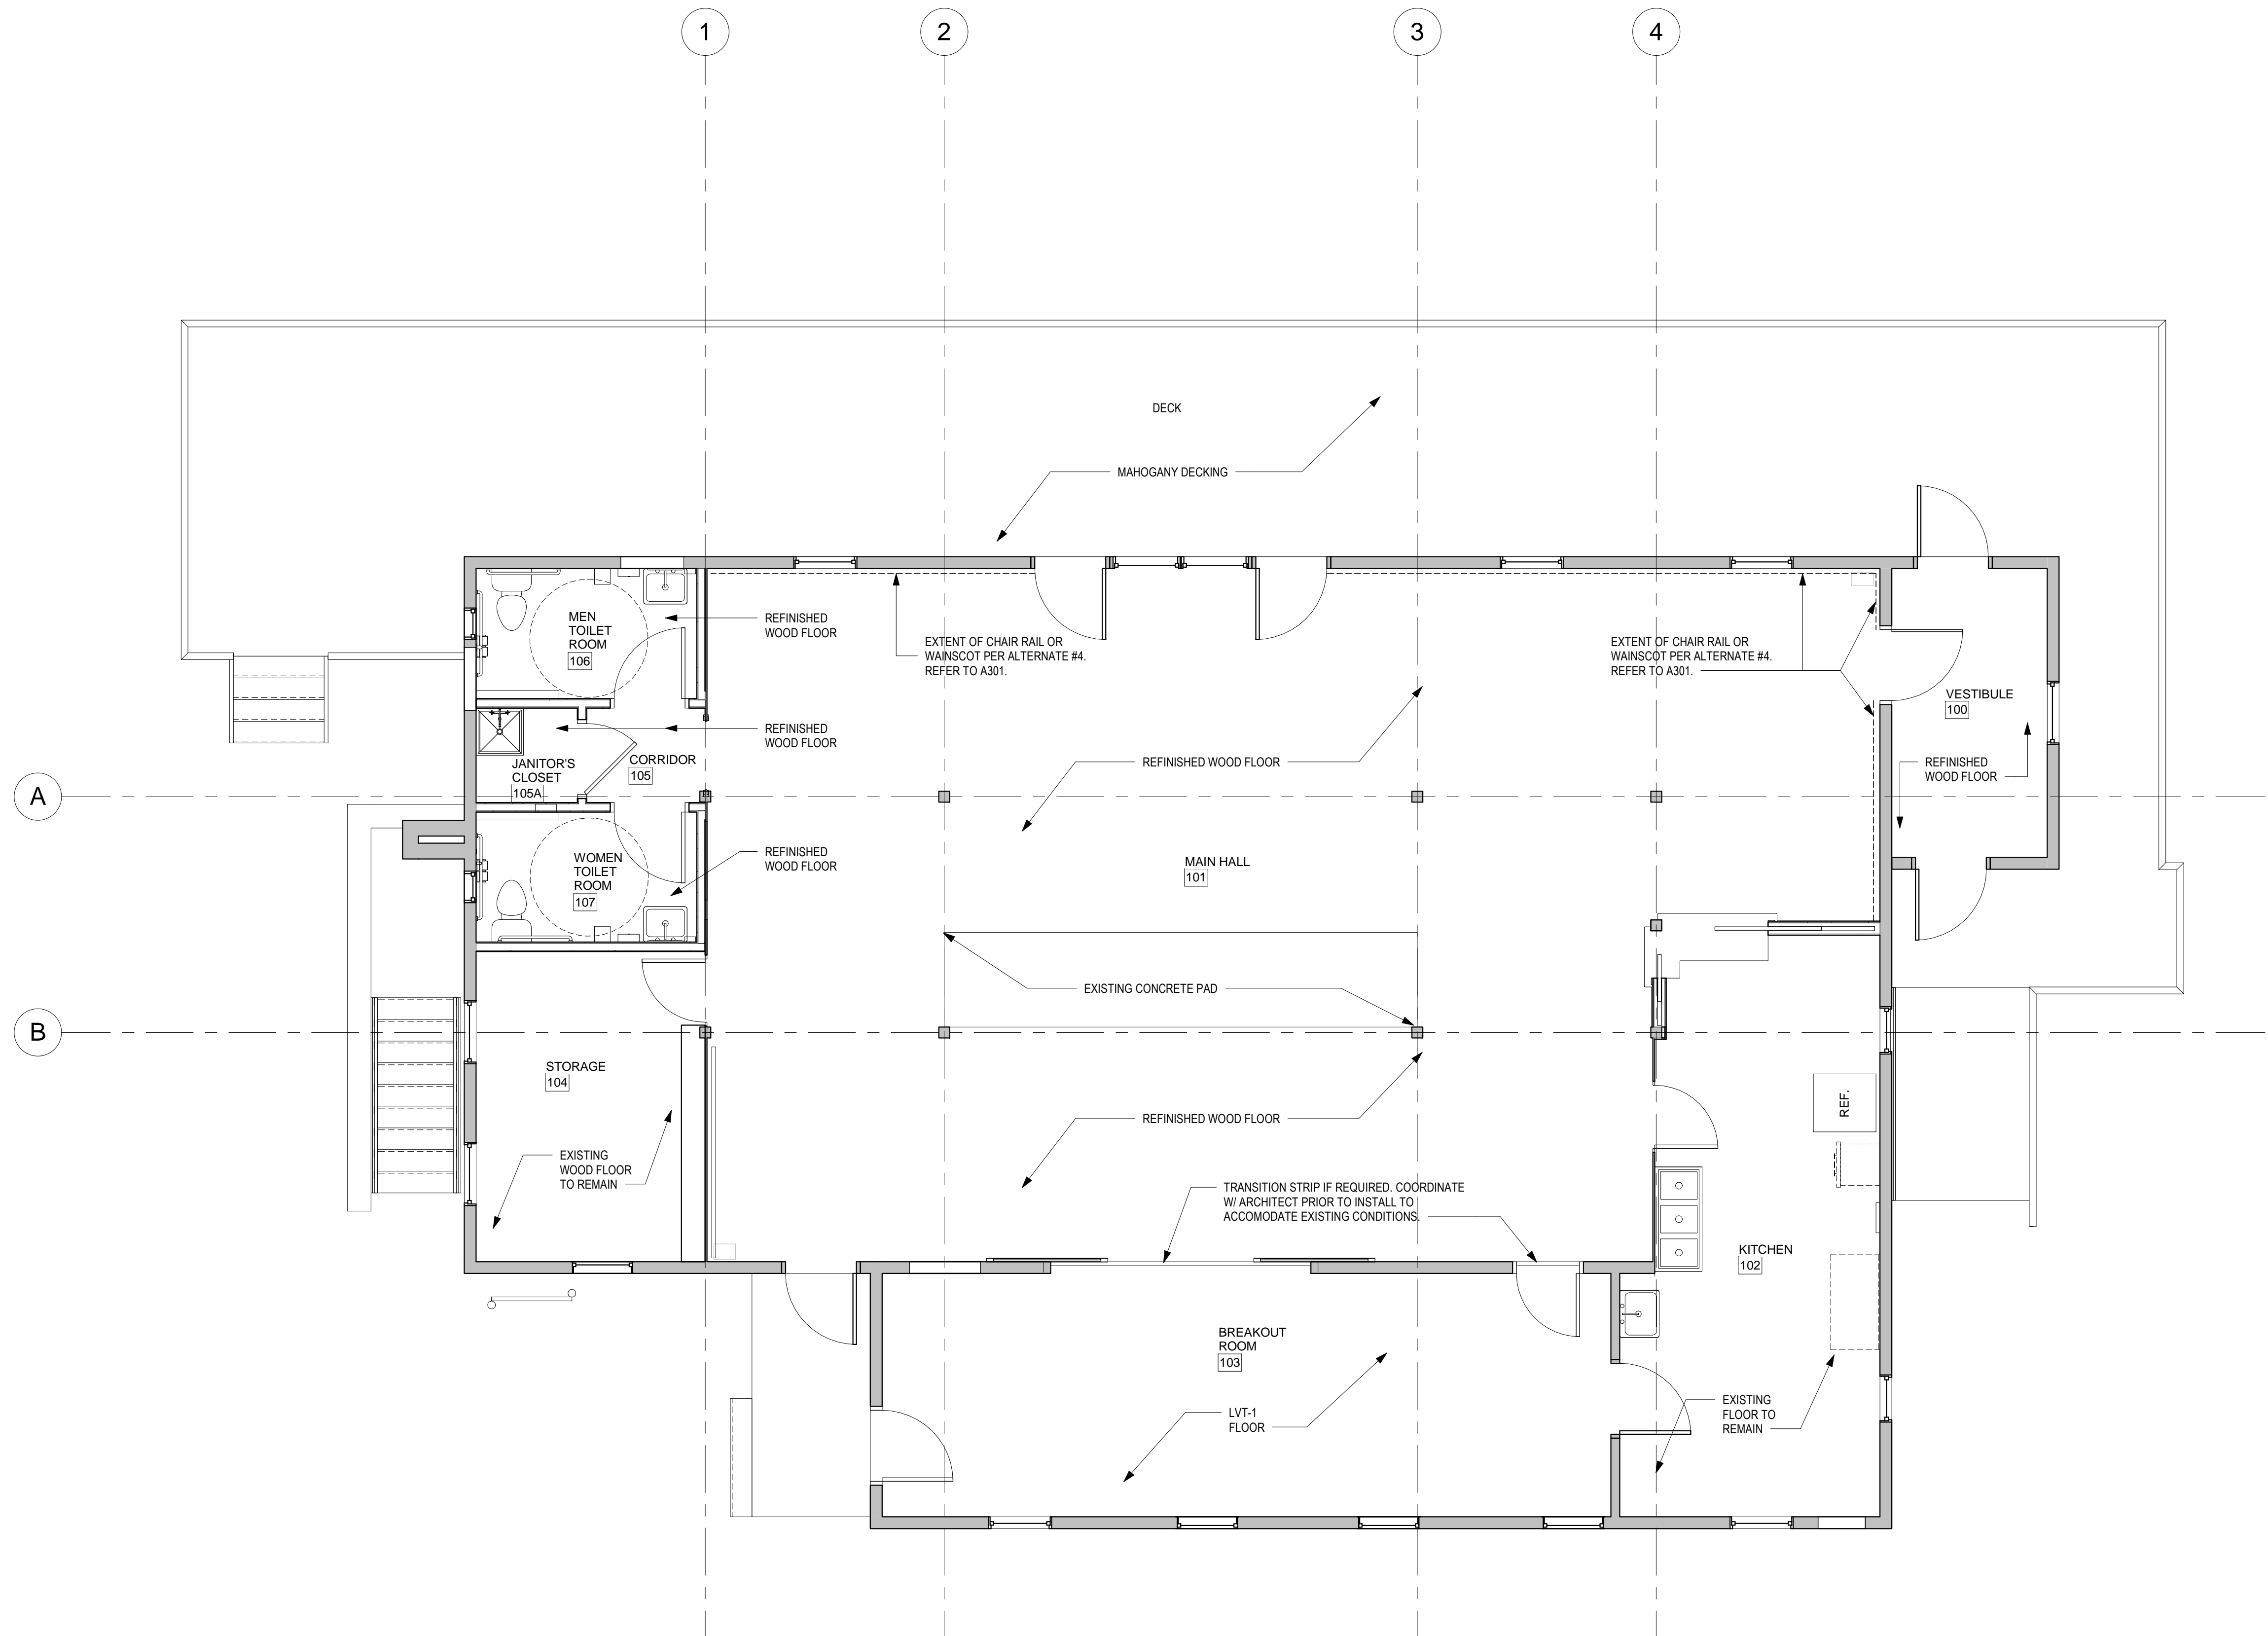 1
2
3
4
DECK
MAHOGANY DECKING
MEN
TOILET
ROOM
106
REFINISHED
WOOD FLOOR
EXTENT OF CHAIR RAIL OR
WAINSCOT PER ALTERNATE #4.
REFER TO A301.
EXTENT OF CHAIR RAIL OR
WAINSCOT PER ALTERNATE #4.
REFER TO A301.
VESTIBULE
100
REFINISHED
WOOD FLOOR
REFINISHED
WOOD FLOOR
JANITOR'S
CLOSET
105A
CORRIDOR
105
REFINISHED WOOD FLOOR
A
WOMEN
TOILET
ROOM
107
REFINISHED
WOOD FLOOR
MAIN HALL
101
EXISTING CONCRETE PAD
B
STORAGE
104
REF.
REFINISHED WOOD FLOOR
EXISTING
WOOD FLOOR
TO REMAIN
TRANSITION STRIP IF REQUIRED. COORDINATE
W/ ARCHITECT PRIOR TO INSTALL TO
ACCOMODATE EXISTING CONDITIONS.
KITCHEN
102
BREAKOUT
ROOM
103
LVT-1
FLOOR
EXISTING
FLOOR TO
REMAIN